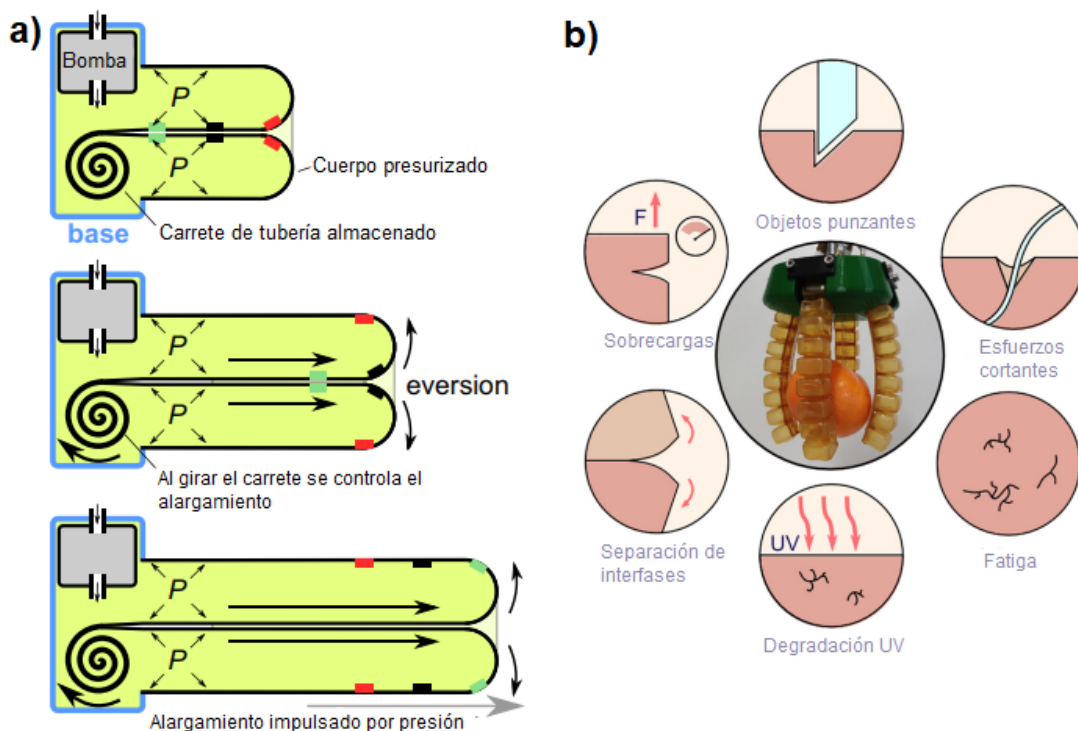 a)
Bomba
P
P
Cuerpo presurizado
Carrete de tubería almacenado
base
P
eversion
P
Al girar el carrete se controla el
alargamiento
P
P
Alargamiento impulsado por presión
b)
Objetos punzantes
F
Sobrecargas
Esfuerzos
cortantes
Separación de
interfases
UV
Degradación UV
Fatiga